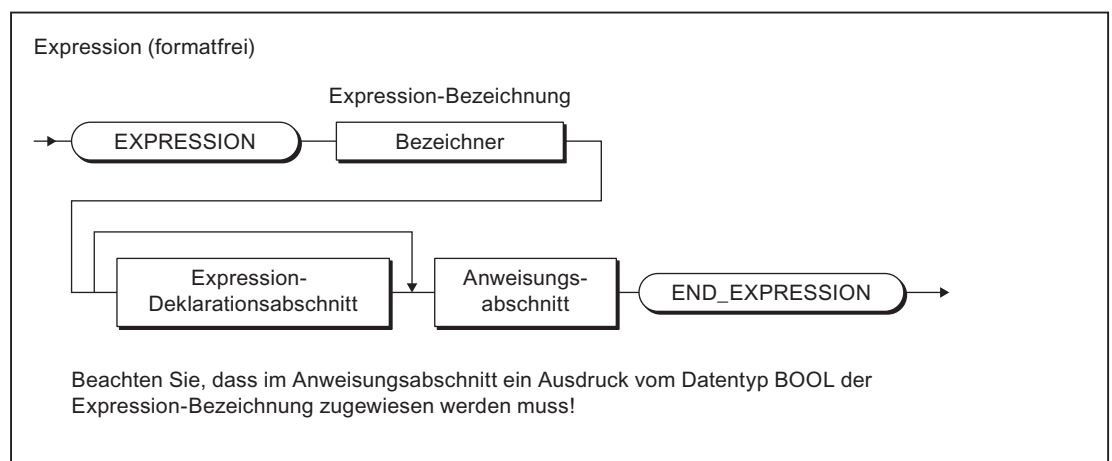 Expression (formatfrei)
Expression-Bezeichnung
EXPRESSION
Bezeichner
Expression-
Deklarationsabschnitt
Anweisungs-
abschnitt
END_EXPRESSION
Beachten Sie, dass im Anweisungsabschnitt ein Ausdruck vom Datentyp BOOL der
Expression-Bezeichnung zugewiesen werden muss!